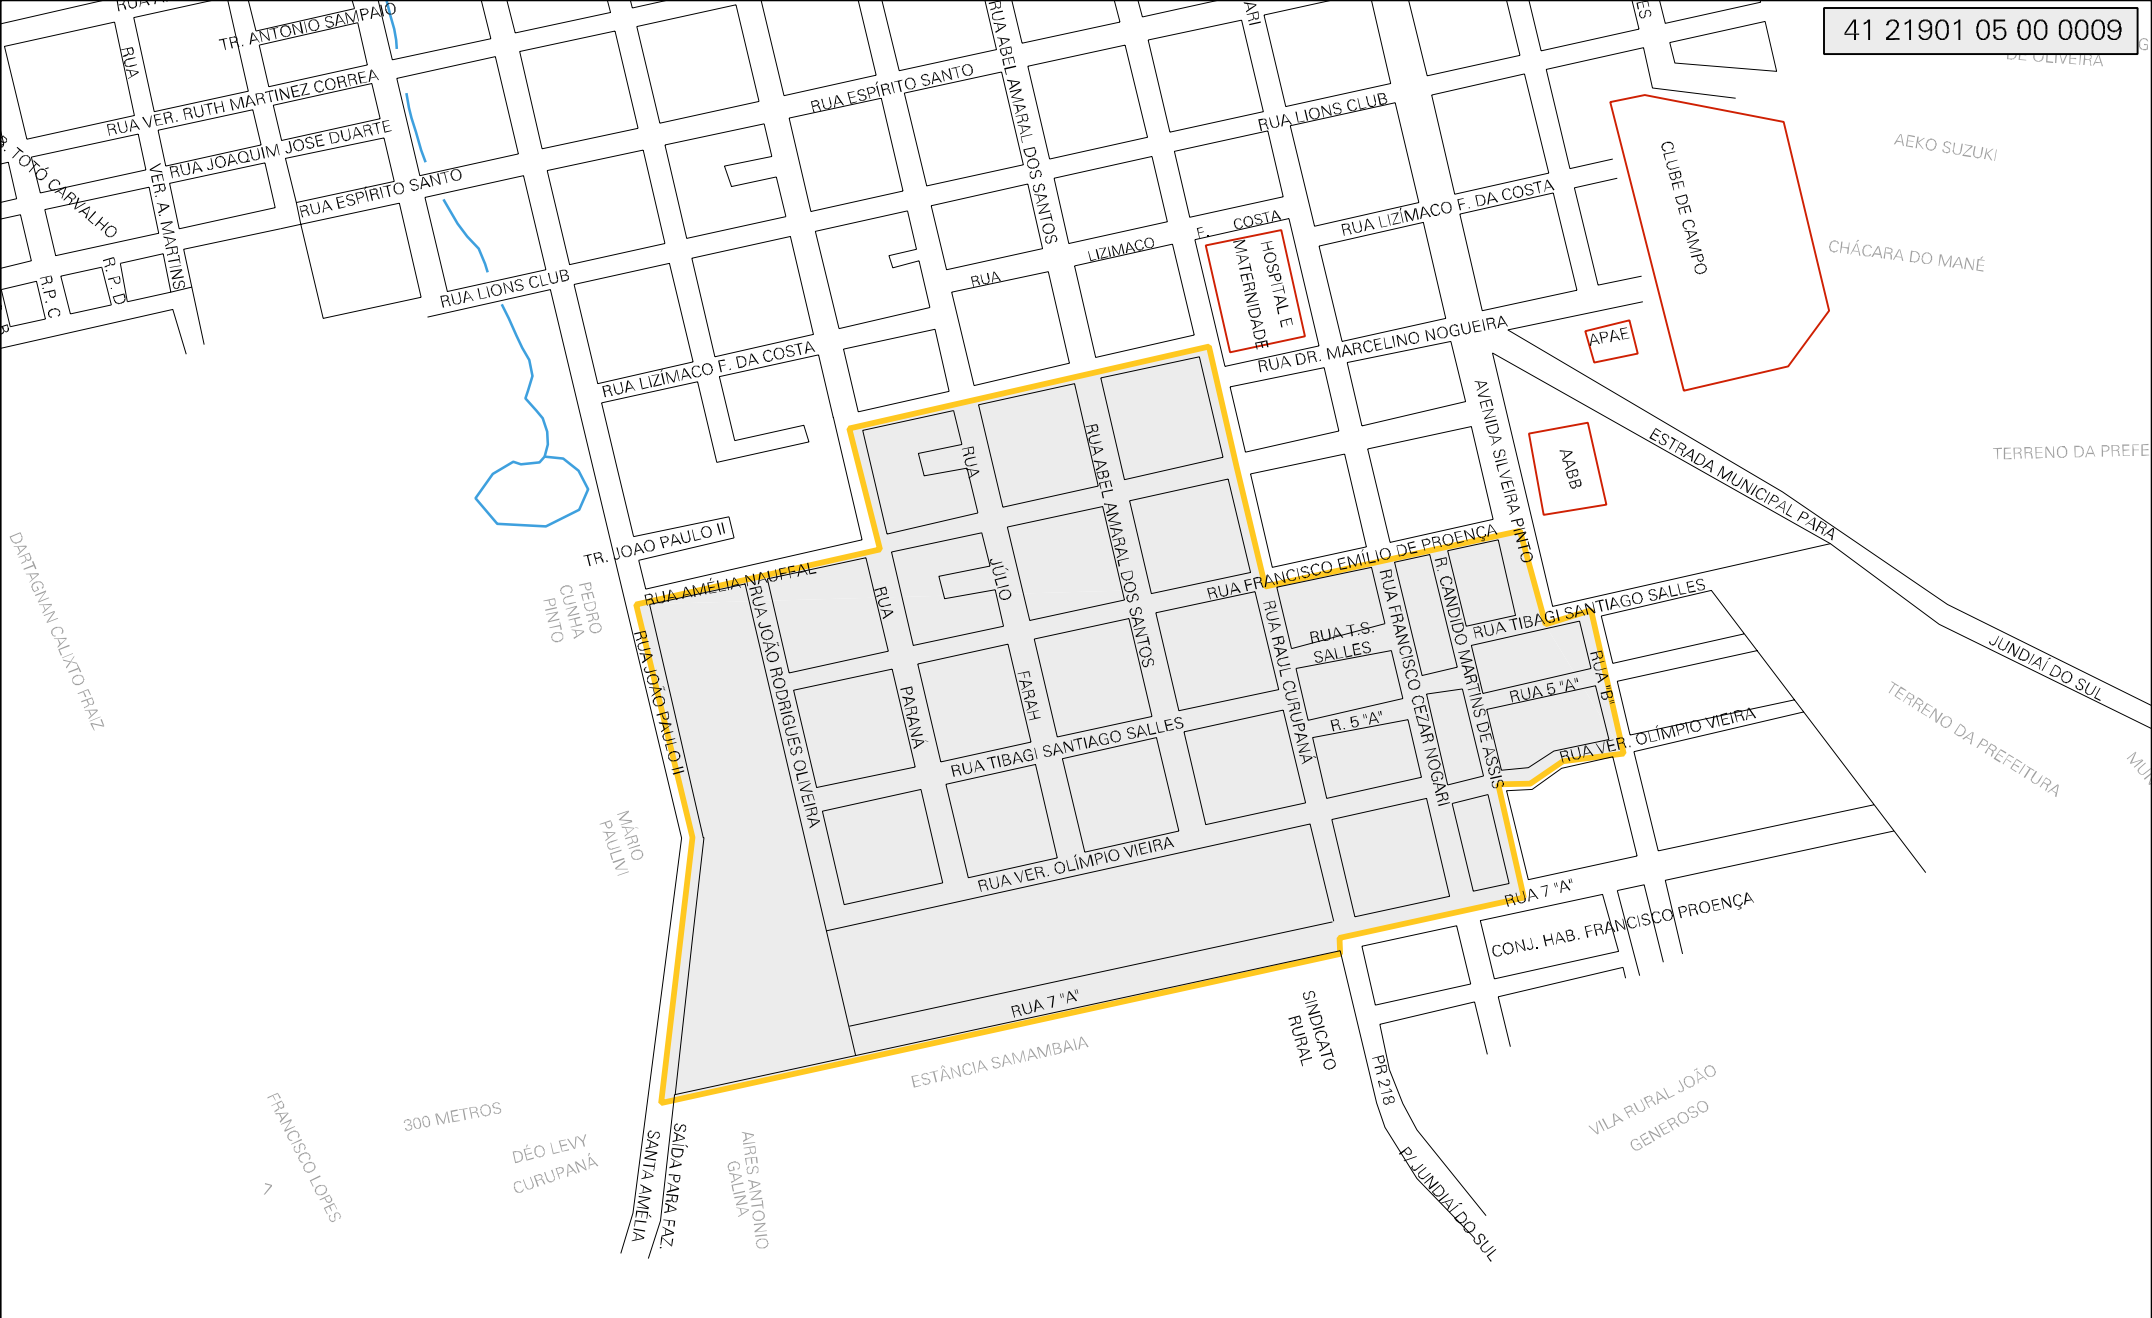 41 21901 05 00 0009
TR. ANTONIO SAMPAIO
RUA
RUA VER. RUTH MARTINEZ CORREA
RUA JOAQUIM JOSE DUARTE
RUA ESPÍRITO SANTO
TOTÓ CARVALHO
VER. A. MARTINS
R. P. D
R.P. C
RUA LIONS CLUB
RUA LIZÍMACO F. DA COSTA
RUA ESPÍRITO SANTO
RUA ABEL AMARAL DOS SANTOS
RUA LIONS CLUB
RUA LIZÍMACO F. DA COSTA
RUA
LIZIMACO
F.
COSTA
HOSPITAL E
MATERNIDADE
RUA DR. MARCELINO NOGUEIRA
CLUBE DE CAMPO
APAE
AABB
DE OLIVEIRA
AEKO SUZUKI
CHÁCARA DO MANÉ
TERRENO DA PREFE
AVENIDA SILVEIRA PINTO
ESTRADA MUNICIPAL PARA
JUNDIAÍ DO SUL
TR. JOAO PAULO II
RUA AMÉLIA NAUFFAL
RUA JOÃO PAULO II
RUA JOÃO RODRIGUES OLIVEIRA
RUA
PARANÁ
RUA
JÚLIO
FARAH
RUA ABEL AMARAL DOS SANTOS
RUA FRANCISCO EMÍLIO DE PROENÇA
RUA RAUL CURUPANÁ
RUA T.S.
SALLES
R. 5 "A"
RUA FRANCISCO CEZAR NOGARI
R. CANDIDO MARTINS DE ASSIS
RUA TIBAGI SANTIAGO SALLES
RUA 5 "A"
RUA "B"
RUA VER. OLÍMPIO VIEIRA
RUA TIBAGI SANTIAGO SALLES
RUA VER. OLÍMPIO VIEIRA
RUA 7 "A"
RUA 7 "A"
CONJ. HAB. FRANCISCO PROENÇA
SINDICATO
RURAL
PR 218
P/ JUNDIAÍ DO SUL
ESTÂNCIA SAMAMBAIA
VILA RURAL JOÃO
GENEROSO
TERRENO DA PREFEITURA
DARTAGNAN CALIXTO FRAIZ
PEDRO
CUNHA
PINTO
MÁRIO
PAULIVI
FRANCISCO LOPES
300 METROS
DÉO LEVY
CURUPANÁ
SAÍDA PARA FAZ.
SANTA AMÉLIA
AIRES ANTONIO
GALINA